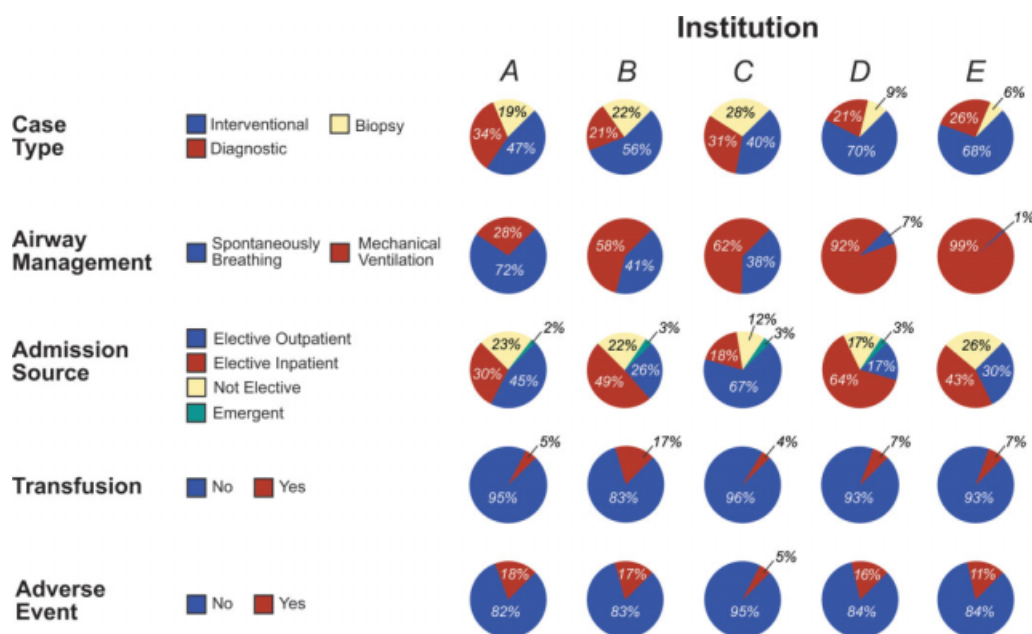 Institution
A B C D E
Case Type
Interventional Biopsy
Diagnostic
19% 34% 47%
22% 21% 56%
28% 31% 40%
9% 21% 70%
6% 26% 68%
Airway Management
Spontaneously Breathing
Mechanical Ventilation
28% 72%
58% 41%
62% 38%
7% 92%
1% 99%
Admission Source
Elective Outpatient
Elective Inpatient
Not Elective
Emergent
2% 23% 30% 45%
3% 22% 49% 26%
12% 3% 18% 67%
3% 17% 64% 17%
26% 43% 30%
Transfusion
No Yes
5% 95%
17% 83%
4% 96%
7% 93%
7% 93%
Adverse Event
No Yes
18% 82%
17% 83%
5% 95%
16% 84%
11% 84%